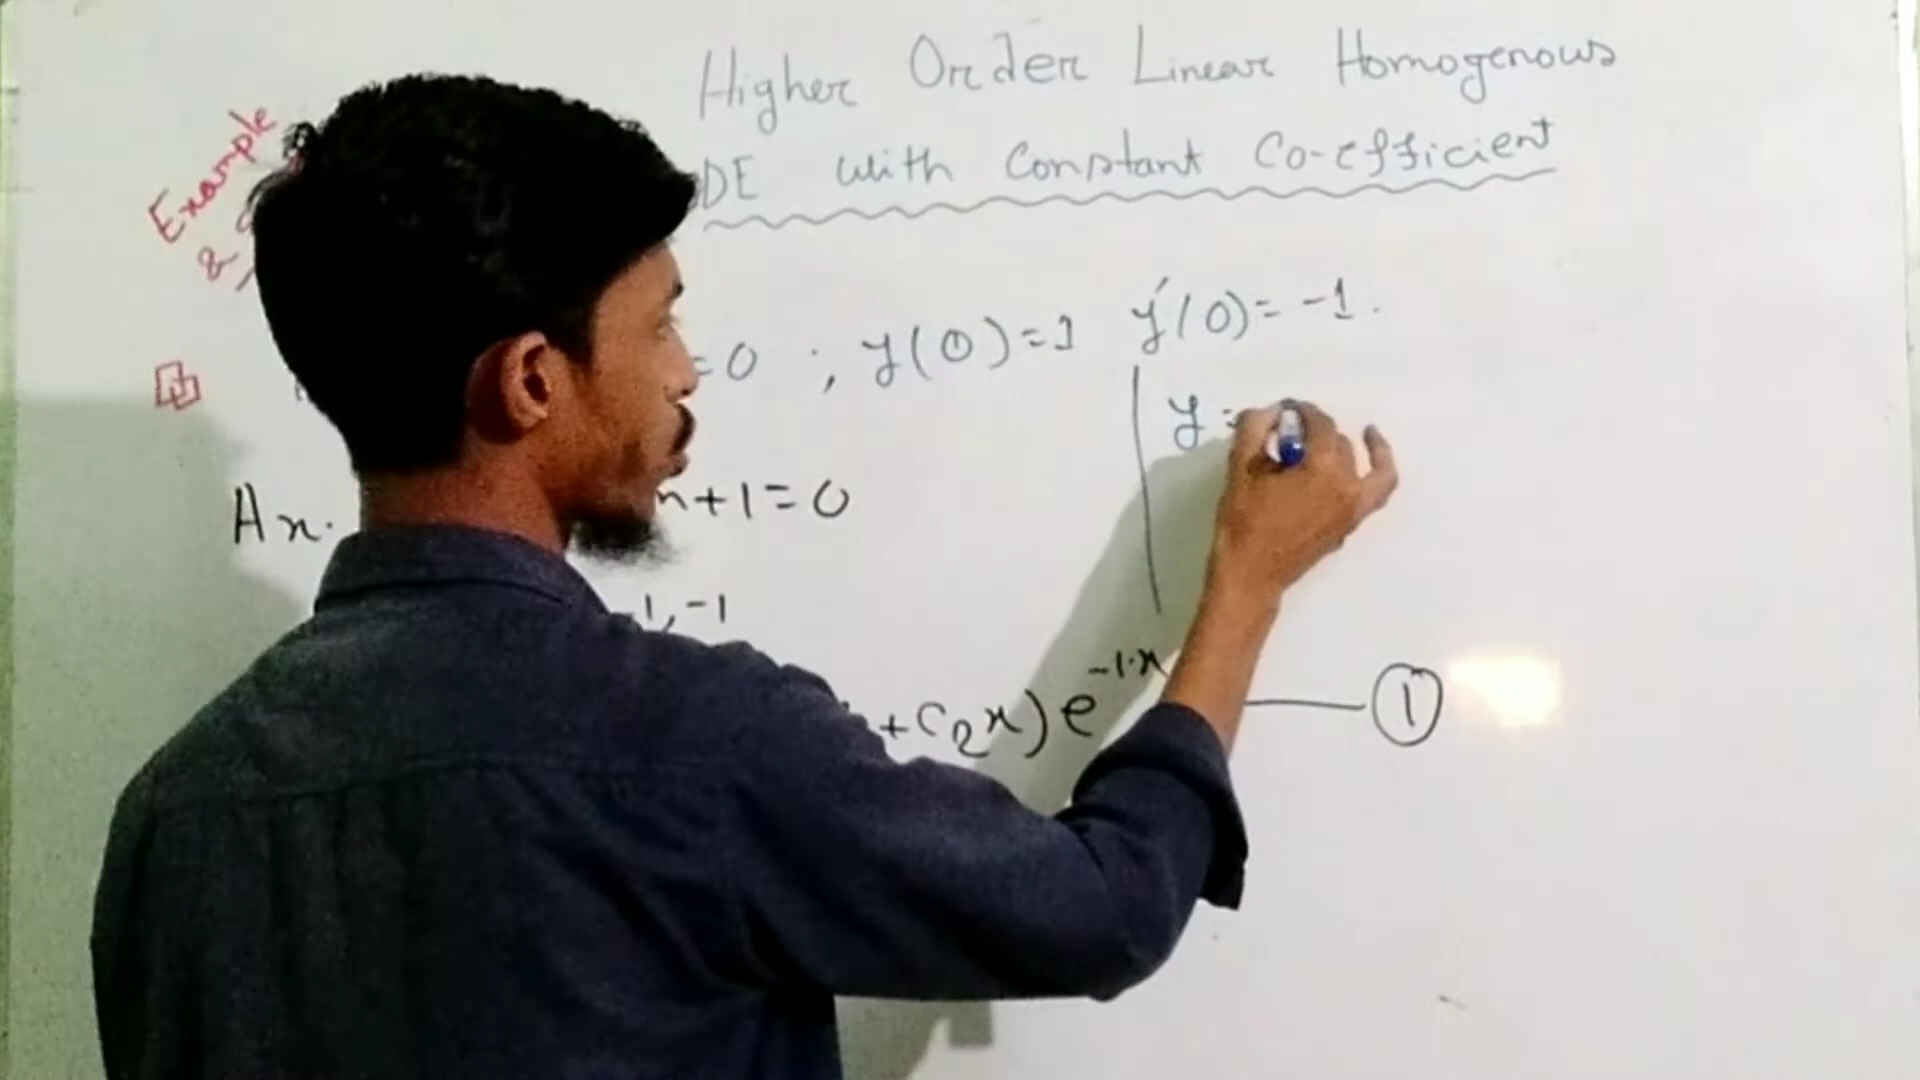 Higher Order Linear Homogenous
DE with Constant Co-efficient
Example
&
=0 ; y(0)=1 y'(0)= -1.
y =
Ax. m+1=0
-1,-1
+c₂x)e^-1.x ①